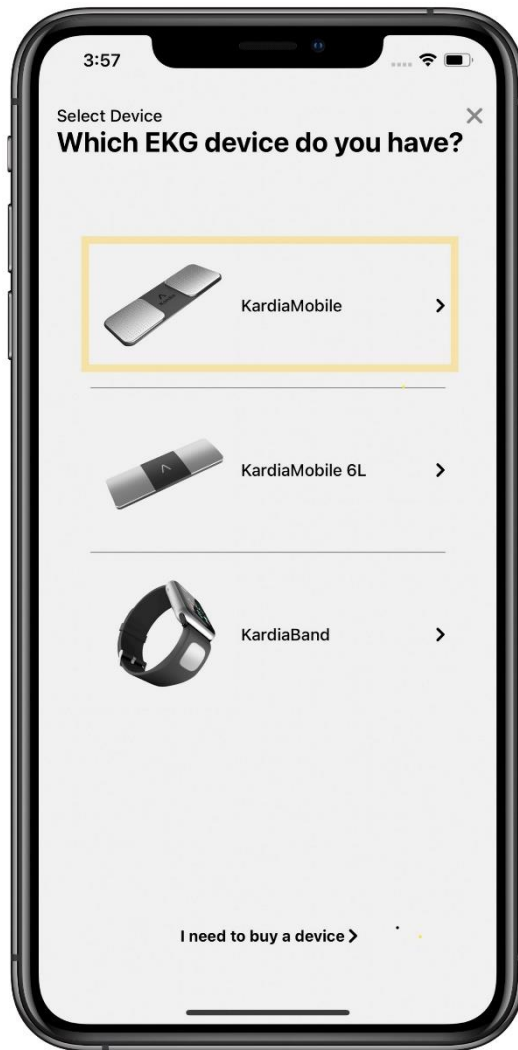 3:57
Select Device
Which EKG device do you have?
KardiaMobile
KardiaMobile 6L
KardiaBand
I need to buy a device